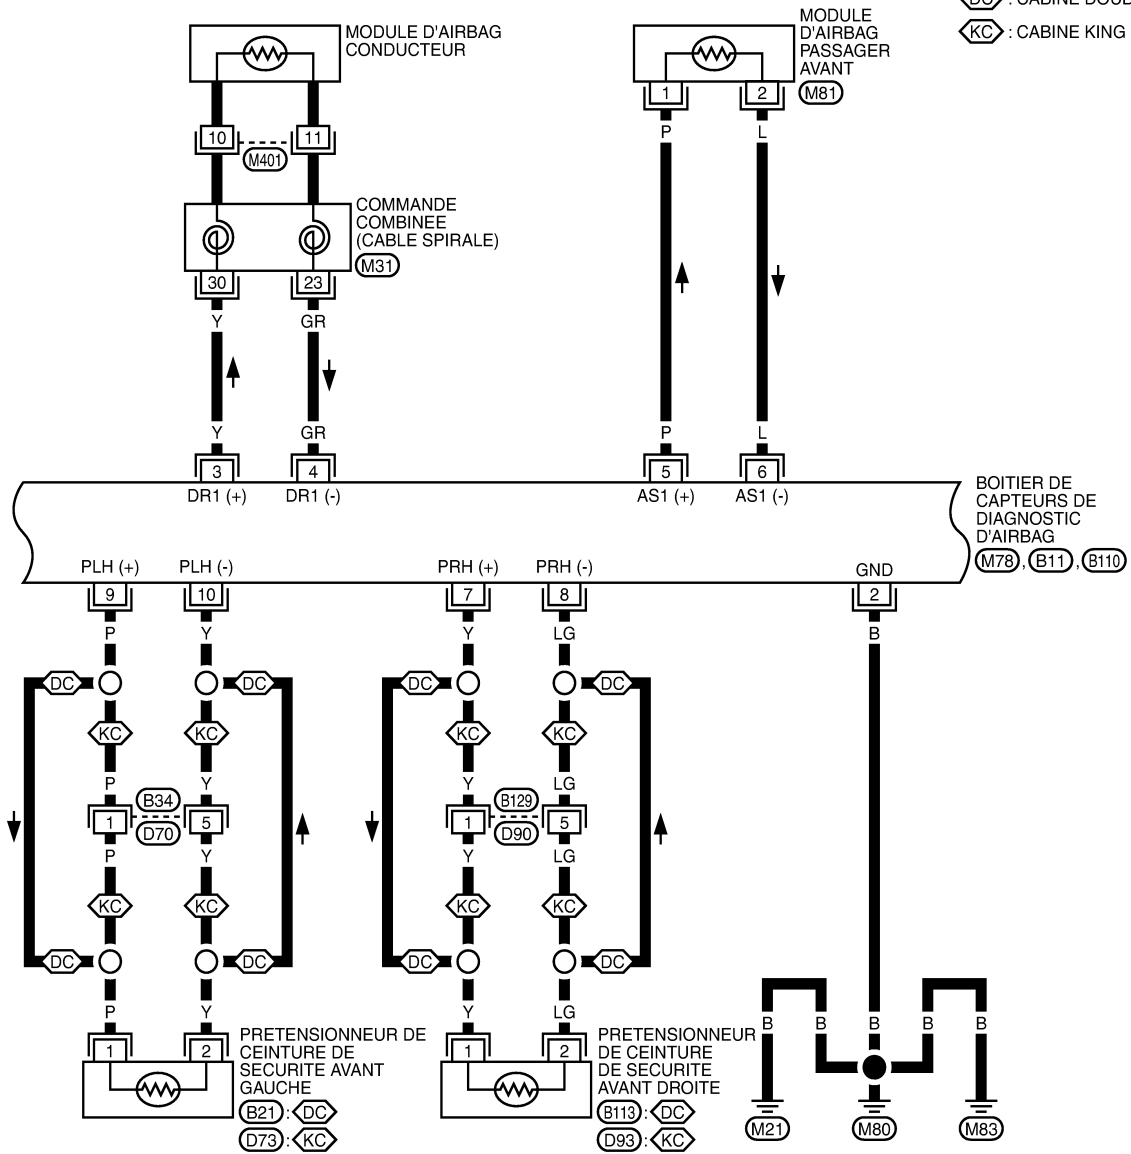 DC : CABINE DOUB
KC : CABINE KING
MODULE D'AIRBAG
CONDUCTEUR
MODULE
D'AIRBAG
PASSAGER
AVANT
M81
1 2
P L
10 11
M401
COMMANDE
COMBINEE
(CABLE SPIRALE)
M31
30 23
Y GR
Y GR P L
3 4 5 6
DR1 (+) DR1 (-) AS1 (+) AS1 (-)
BOITIER DE
CAPTEURS DE
DIAGNOSTIC
D'AIRBAG
M78 , B11 , B110
PLH (+) PLH (-) PRH (+) PRH (-) GND
9 10 7 8 2
P Y Y LG B
DC DC DC DC
KC KC KC KC
P Y Y LG
B34 B129
1 5 1 5
D70 D90
P Y Y LG
KC KC KC KC
DC DC DC DC
P Y Y LG
B B B B B
1 2 1 2
PRETENSIONNEUR DE
CEINTURE DE
SECURITE AVANT
GAUCHE
B21 : DC
D73 : KC
PRETENSIONNEUR
DE CEINTURE
DE SECURITE
AVANT DROITE
B113 : DC
D93 : KC
M21 M80 M83